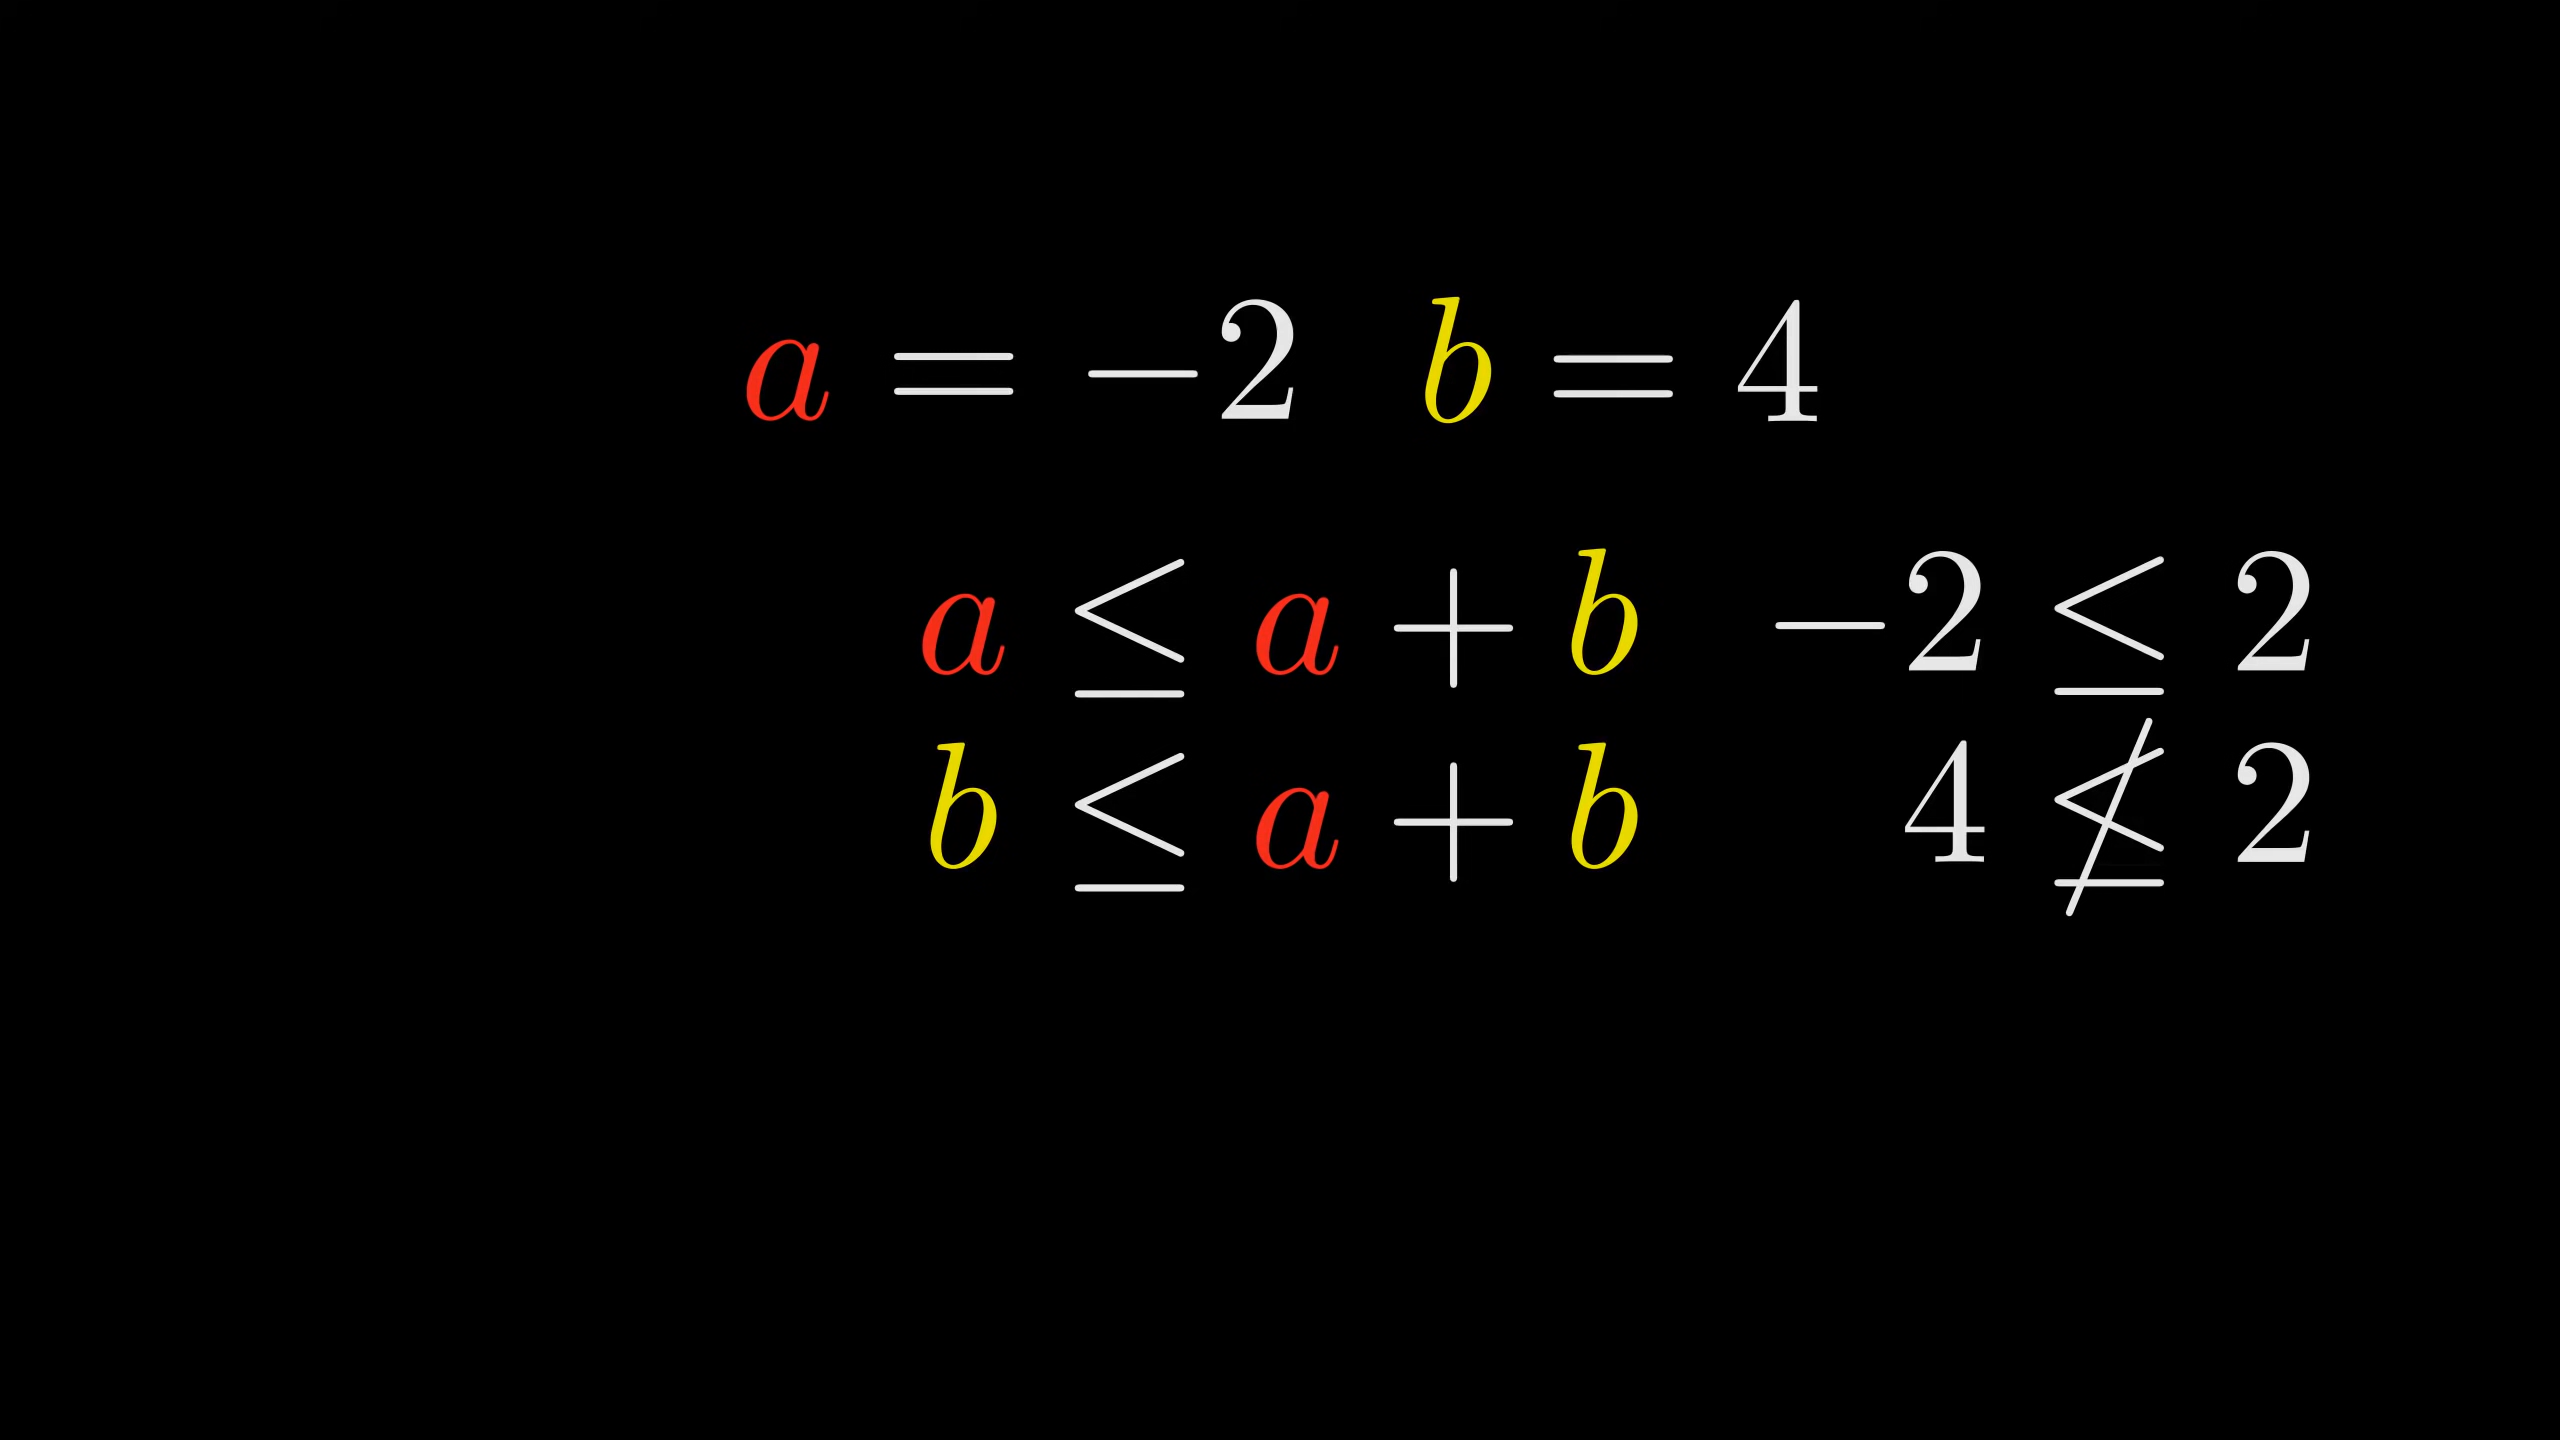 a = −2 b = 4
a ≤ a + b −2 ≤ 2
b ≤ a + b 4 ≰ 2